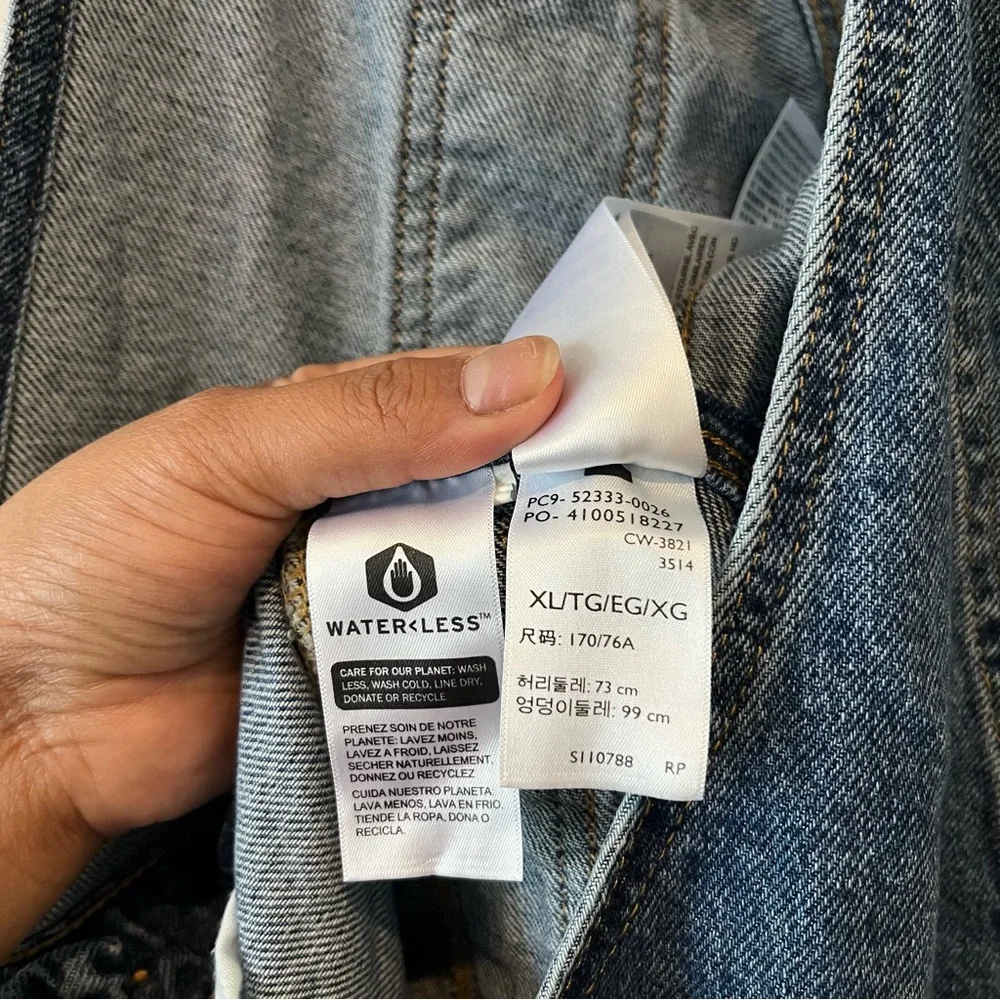 WATER<LESS™
CARE FOR OUR PLANET: WASH
LESS, WASH COLD, LINE DRY,
DONATE OR RECYCLE
PRENEZ SOIN DE NOTRE
PLANETE: LAVEZ MOINS,
LAVEZ A FROID, LAISSEZ
SECHER NATURELLEMENT,
DONNEZ OU RECYCLEZ
CUIDA NUESTRO PLANETA.
LAVA MENOS, LAVA EN FRIO.
TIENDE LA ROPA, DONA O
RECICLA.
PC9- 52333-0026
PO- 4100518227
CW-3821
3514
XL/TG/EG/XG
尺码: 170/76A
허리둘레: 73 cm
엉덩이둘레: 99 cm
S110788 RP